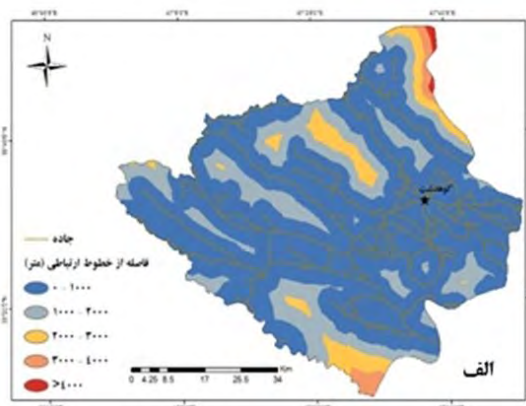 N
کوهدشت
جاده
فاصله از خطوط ارتباطی (متر)
۰ - ۱۰۰۰
۱۰۰۰ - ۲۰۰۰
۲۰۰۰ - ۳۰۰۰
۳۰۰۰ - ۴۰۰۰
>۴۰۰۰
Km
0 4.25 8.5 17 25.5 34
الف